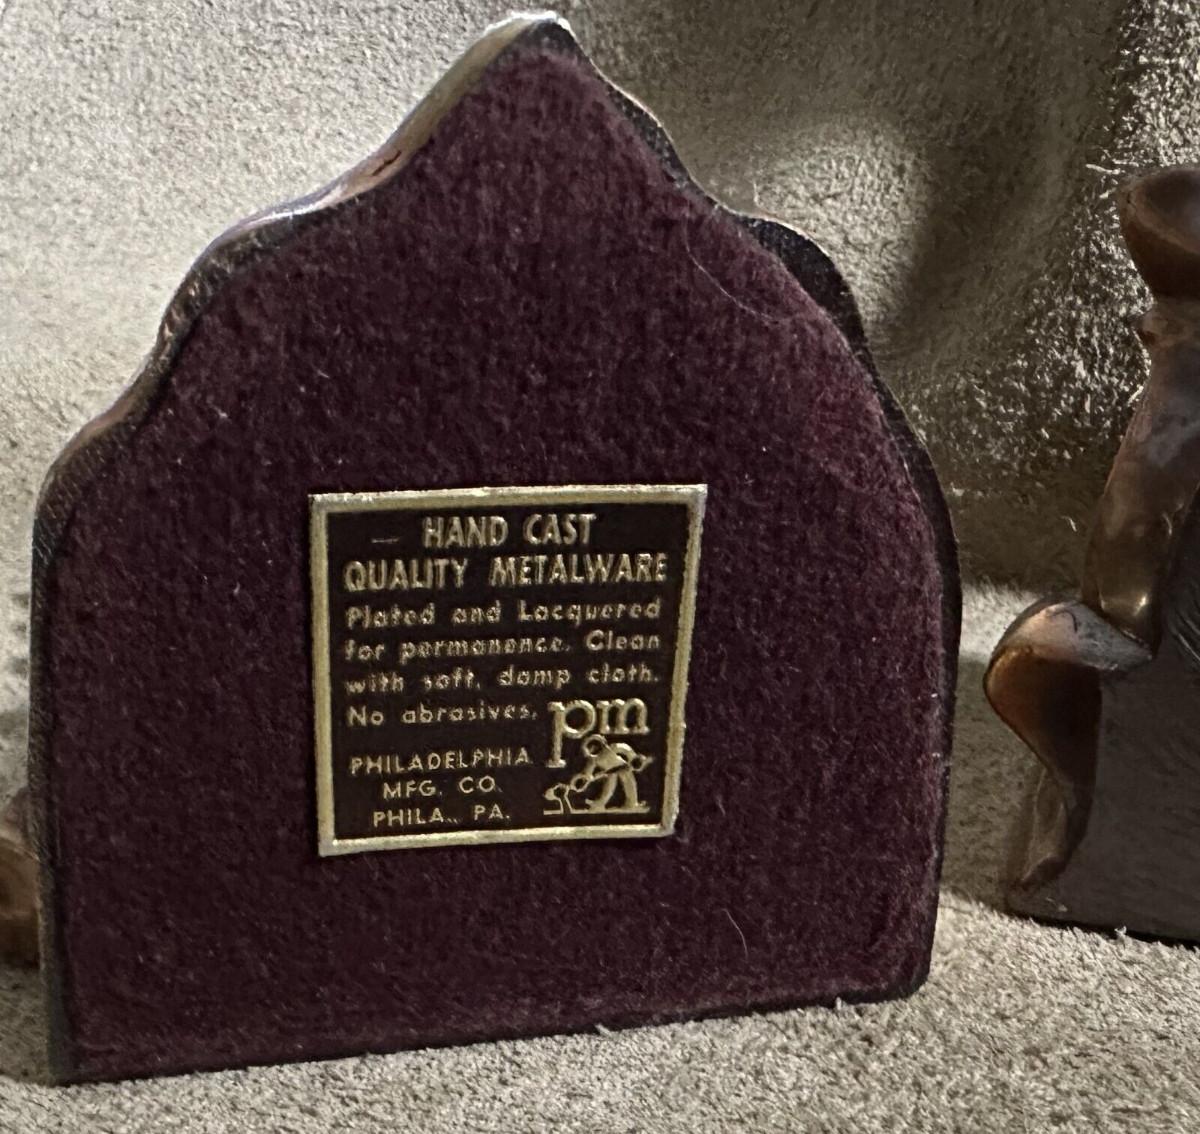 HAND CAST
QUALITY METALWARE
Plated and Lacquered
for permanence. Clean
with soft, damp cloth.
No abrasives.
pm
PHILADELPHIA
MFG. CO.
PHILA., PA.